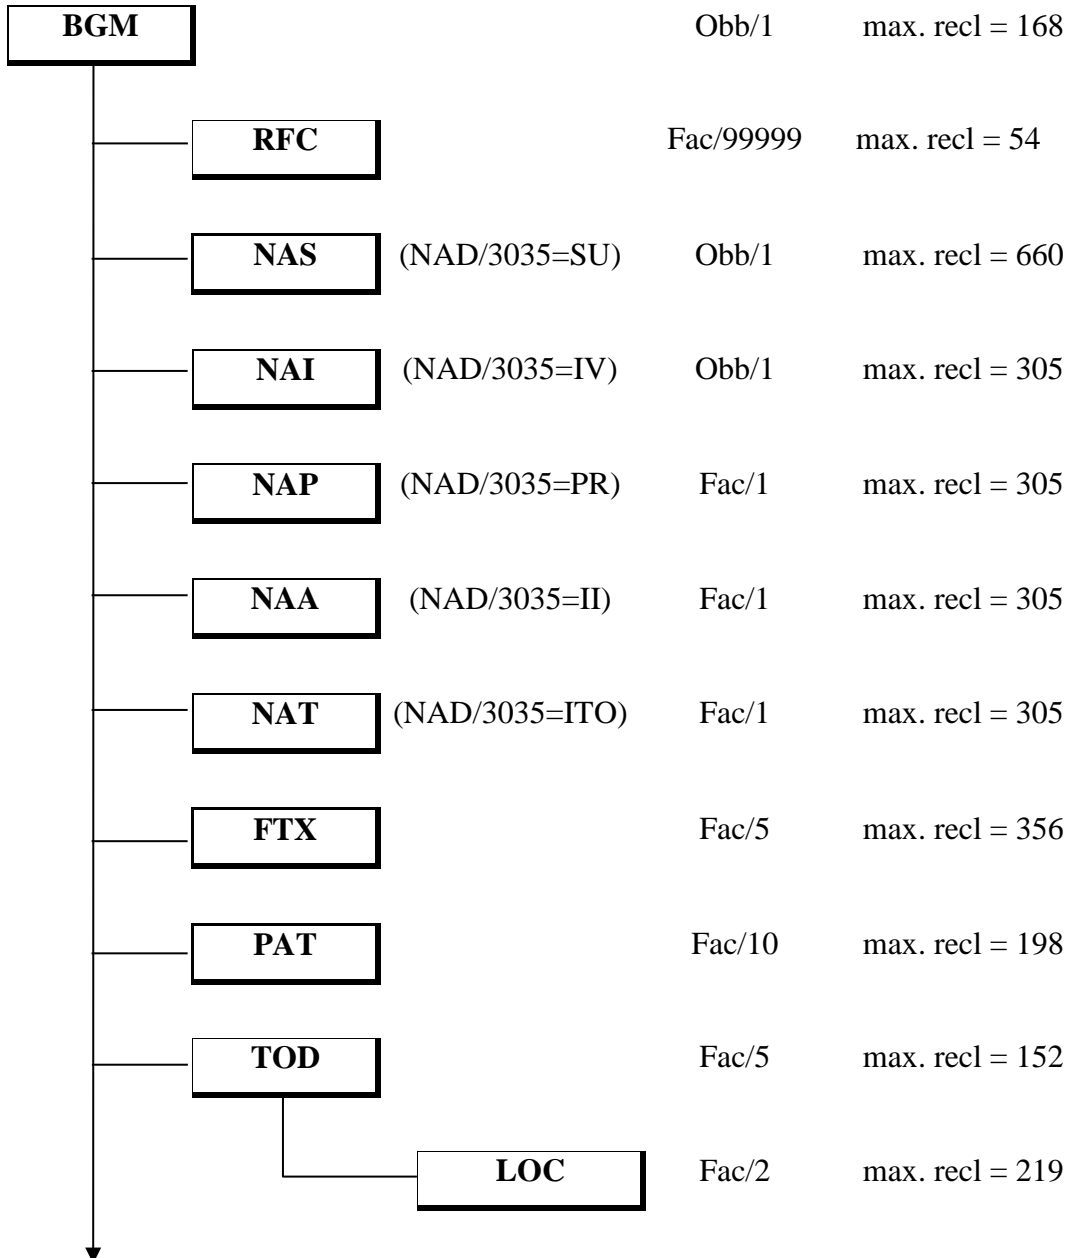 BGM Obb/1 max. recl = 168
RFC Fac/99999 max. recl = 54
NAS (NAD/3035=SU) Obb/1 max. recl = 660
NAI (NAD/3035=IV) Obb/1 max. recl = 305
NAP (NAD/3035=PR) Fac/1 max. recl = 305
NAA (NAD/3035=II) Fac/1 max. recl = 305
NAT (NAD/3035=ITO) Fac/1 max. recl = 305
FTX Fac/5 max. recl = 356
PAT Fac/10 max. recl = 198
TOD Fac/5 max. recl = 152
LOC Fac/2 max. recl = 219